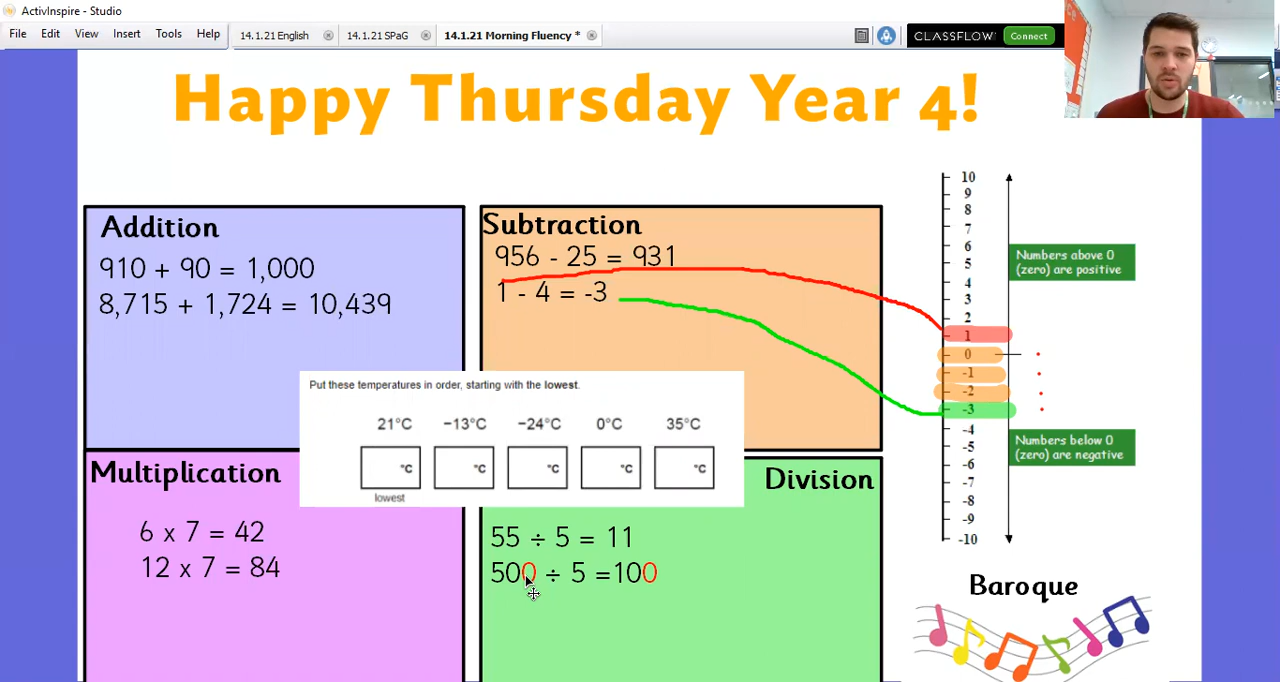 ActivInspire - Studio
File Edit View Insert Tools Help
14.1.21 English 14.1.21 SPaG 14.1.21 Morning Fluency *
CLASSFLOW Connect
Happy Thursday Year 4!
Addition
910 + 90 = 1,000
8,715 + 1,724 = 10,439
Subtraction
956 - 25 = 931
1 - 4 = -3
Put these temperatures in order, starting with the lowest.
21°C −13°C −24°C 0°C 35°C
°C °C °C °C °C
lowest
Multiplication
6 x 7 = 42
12 x 7 = 84
Division
55 ÷ 5 = 11
500 ÷ 5 =100
10
9
8
7
6
5
4
3
2
1
0
-1
-2
-3
-4
-5
-6
-7
-8
-9
-10
Numbers above 0
(zero) are positive
Numbers below 0
(zero) are negative
Baroque